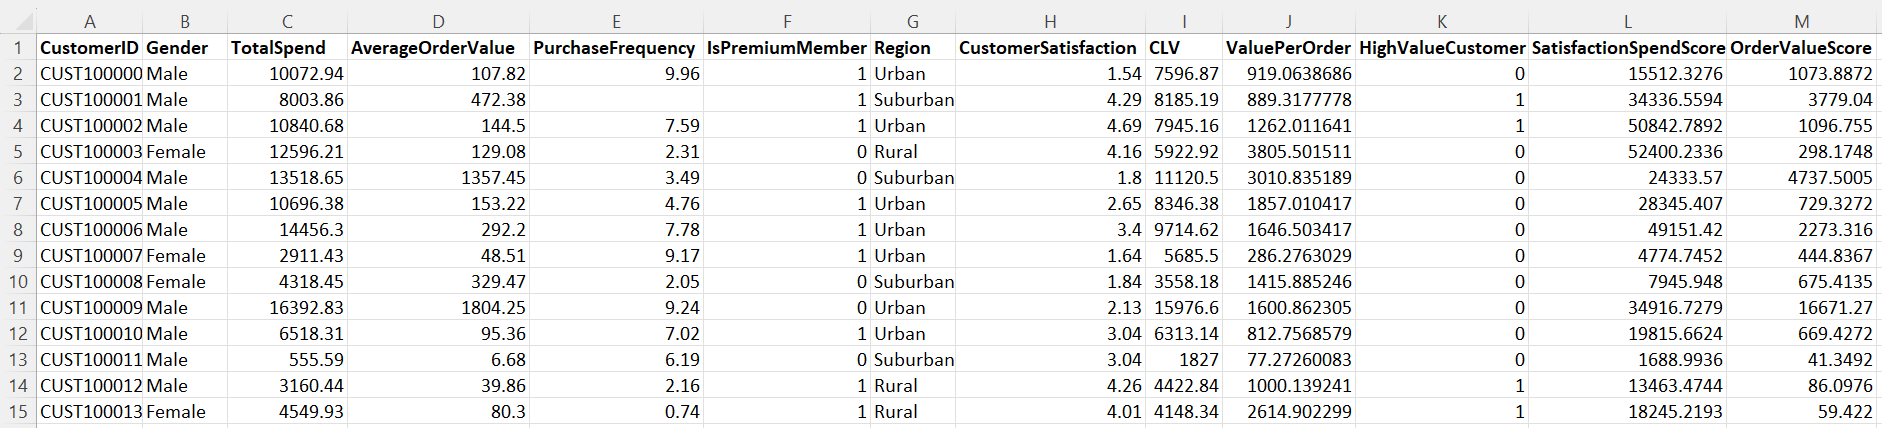 A B C D E F G H I J K L M
1 CustomerID Gender TotalSpend AverageOrderValue PurchaseFrequency IsPremiumMember Region CustomerSatisfaction CLV ValuePerOrder HighValueCustomer SatisfactionSpendScore OrderValueScore
2 CUST100000 Male 10072.94 107.82 9.96 1 Urban 1.54 7596.87 919.0638686 0 15512.3276 1073.8872
3 CUST100001 Male 8003.86 472.38 1 Suburban 4.29 8185.19 889.3177778 1 34336.5594 3779.04
4 CUST100002 Male 10840.68 144.5 7.59 1 Urban 4.69 7945.16 1262.011641 1 50842.7892 1096.755
5 CUST100003 Female 12596.21 129.08 2.31 0 Rural 4.16 5922.92 3805.501511 0 52400.2336 298.1748
6 CUST100004 Male 13518.65 1357.45 3.49 0 Suburban 1.8 11120.5 3010.835189 0 24333.57 4737.5005
7 CUST100005 Male 10696.38 153.22 4.76 1 Urban 2.65 8346.38 1857.010417 0 28345.407 729.3272
8 CUST100006 Male 14456.3 292.2 7.78 1 Urban 3.4 9714.62 1646.503417 0 49151.42 2273.316
9 CUST100007 Female 2911.43 48.51 9.17 1 Urban 1.64 5685.5 286.2763029 0 4774.7452 444.8367
10 CUST100008 Female 4318.45 329.47 2.05 0 Suburban 1.84 3558.18 1415.885246 0 7945.948 675.4135
11 CUST100009 Male 16392.83 1804.25 9.24 0 Urban 2.13 15976.6 1600.862305 0 34916.7279 16671.27
12 CUST100010 Male 6518.31 95.36 7.02 1 Urban 3.04 6313.14 812.7568579 0 19815.6624 669.4272
13 CUST100011 Male 555.59 6.68 6.19 0 Suburban 3.04 1827 77.27260083 0 1688.9936 41.3492
14 CUST100012 Male 3160.44 39.86 2.16 1 Rural 4.26 4422.84 1000.139241 1 13463.4744 86.0976
15 CUST100013 Female 4549.93 80.3 0.74 1 Rural 4.01 4148.34 2614.902299 1 18245.2193 59.422